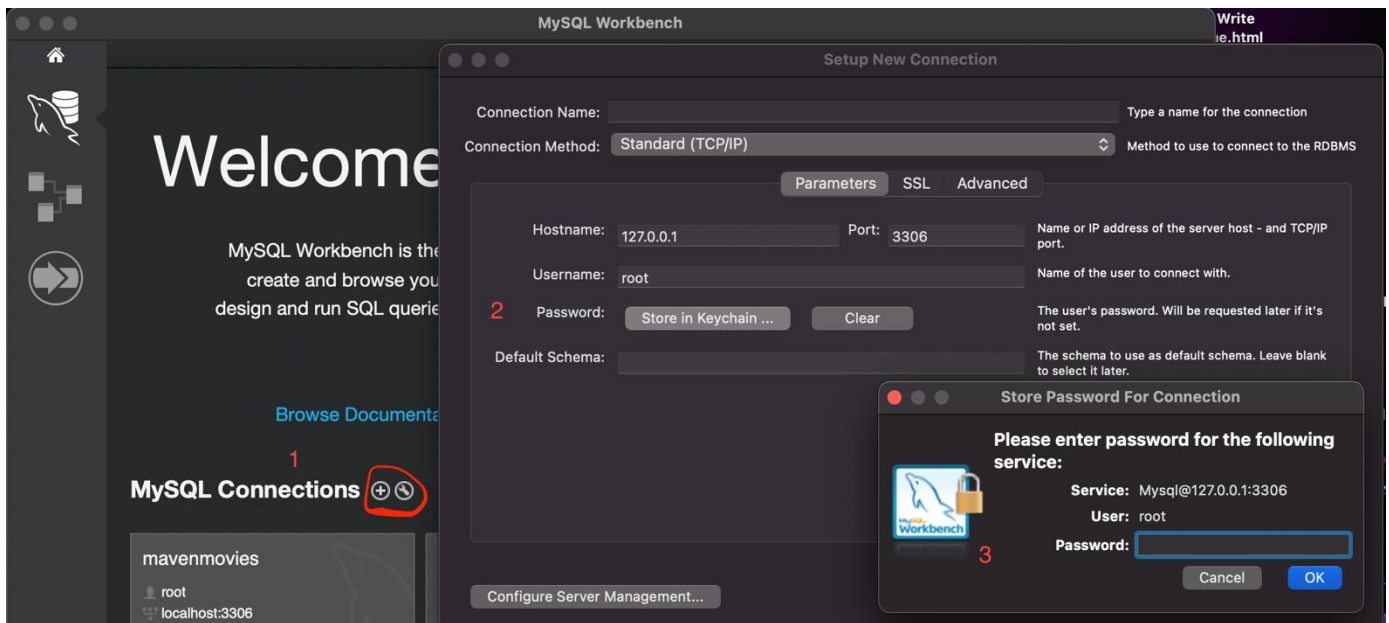 MySQL Workbench
Write
Setup New Connection
Connection Name:
Type a name for the connection
Connection Method:
Standard (TCP/IP)
Method to use to connect to the RDBMS
Welcome
Parameters
SSL
Advanced
Hostname:
127.0.0.1
Port:
3306
Name or IP address of the server host - and TCP/IP
port.
MySQL Workbench is the
create and browse you
design and run SQL querie
Username:
root
Name of the user to connect with.
2
Password:
Store in Keychain ...
Clear
The user's password. Will be requested later if it's
not set.
Default Schema:
The schema to use as default schema. Leave blank
to select it later.
Browse Documenta
1
MySQL Connections
mavenmovies
root
localhost:3306
Configure Server Management...
Store Password For Connection
Please enter password for the following
service:
Service: Mysql@127.0.0.1:3306
User: root
Password:
MySQL
Workbench
3
Cancel
OK